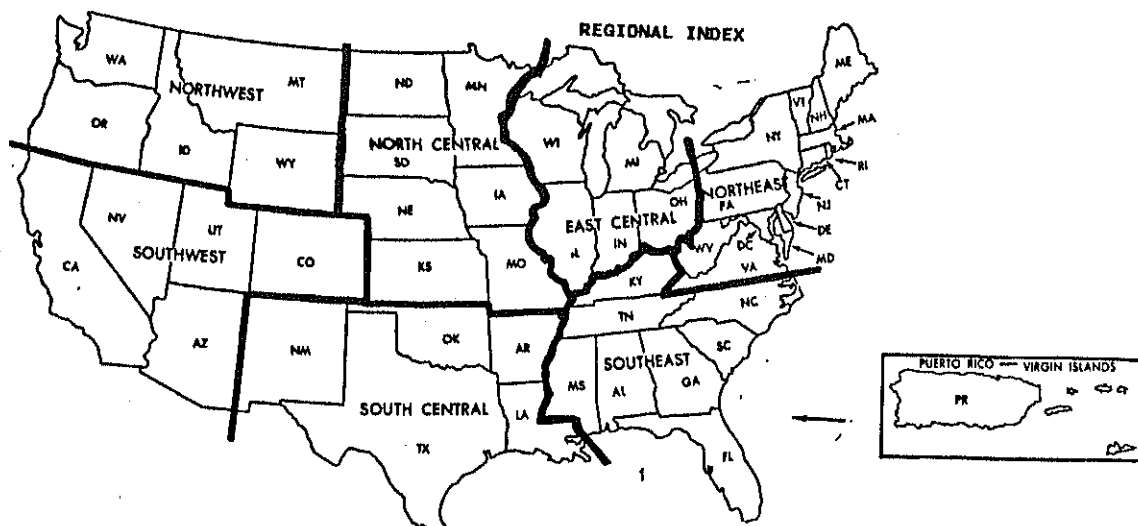 REGIONAL INDEX
WA
MT
ND
MN
ME
NORTHWEST
VT
NH
OR
NY
MA
ID
NORTH CENTRAL
WI
WY
SD
MI
RI
CT
IA
OH
NORTHEAST
NE
PA
NJ
NV
UT
EAST CENTRAL
DE
SOUTHWEST
IN
WV
DC
CA
CO
KS
MO
VA
MD
KY
NC
TN
OK
AR
AZ
NM
SC
SOUTHEAST
MS
AL
GA
PUERTO RICO
VIRGIN ISLANDS
PR
SOUTH CENTRAL
LA
TX
FL